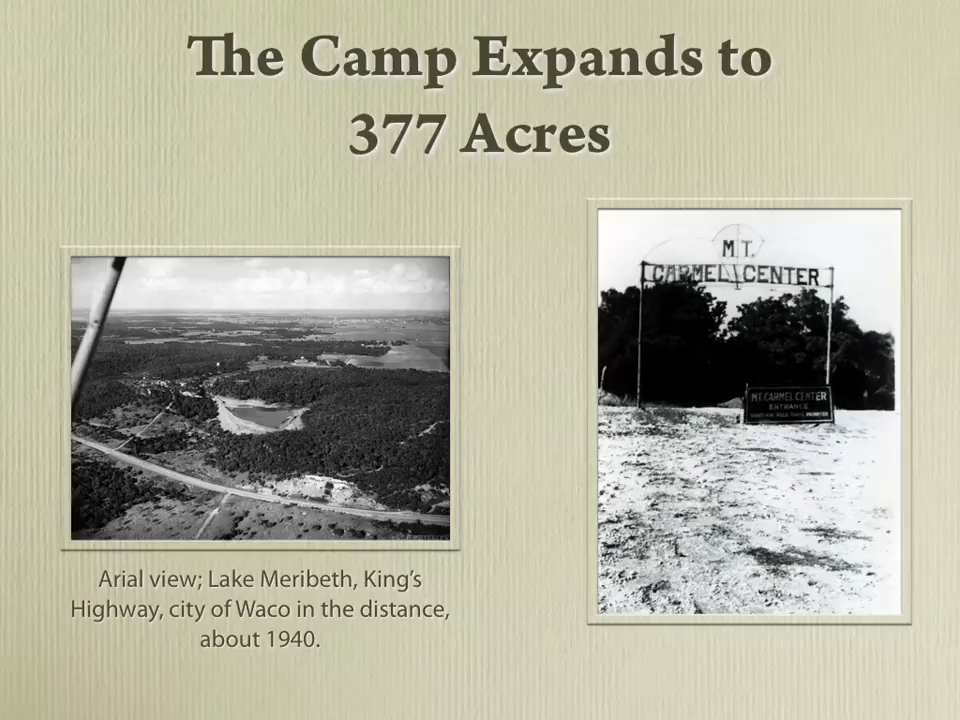 The Camp Expands to
377 Acres
MT.
CARMEL CENTER
MT. CARMEL CENTER
ENTRANCE
Arial view; Lake Meribeth, King's
Highway, city of Waco in the distance,
about 1940.